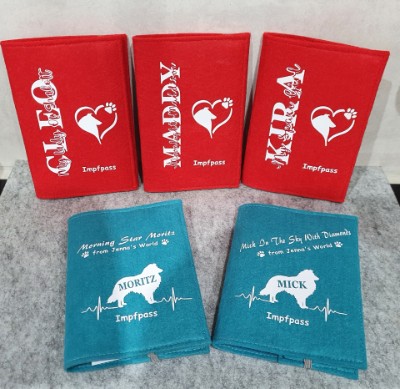 CLEO
Impfpass
MADDY
Impfpass
KIRA
Impfpass
Morning Star Moritz
from Jenna's World
MORITZ
Impfpass
Mick In The Sky With Diamonds
from Jenna's World
MICK
Impfpass